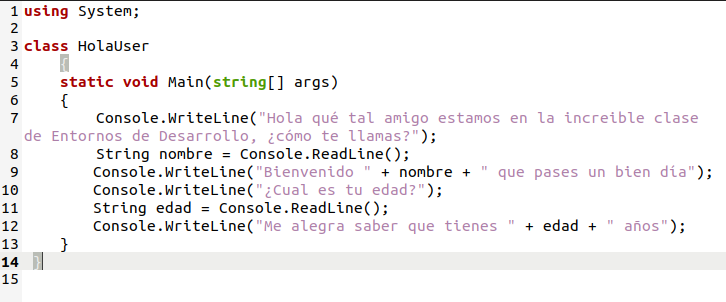 1 using System;
2
3 class HolaUser
4 {
5 static void Main(string[] args)
6 {
7 Console.WriteLine("Hola qué tal amigo estamos en la increible clase
de Entornos de Desarrollo, ¿cómo te llamas?");
8 String nombre = Console.ReadLine();
9 Console.WriteLine("Bienvenido " + nombre + " que pases un bien día");
10 Console.WriteLine("¿Cual es tu edad?");
11 String edad = Console.ReadLine();
12 Console.WriteLine("Me alegra saber que tienes " + edad + " años");
13 }
14 }
15